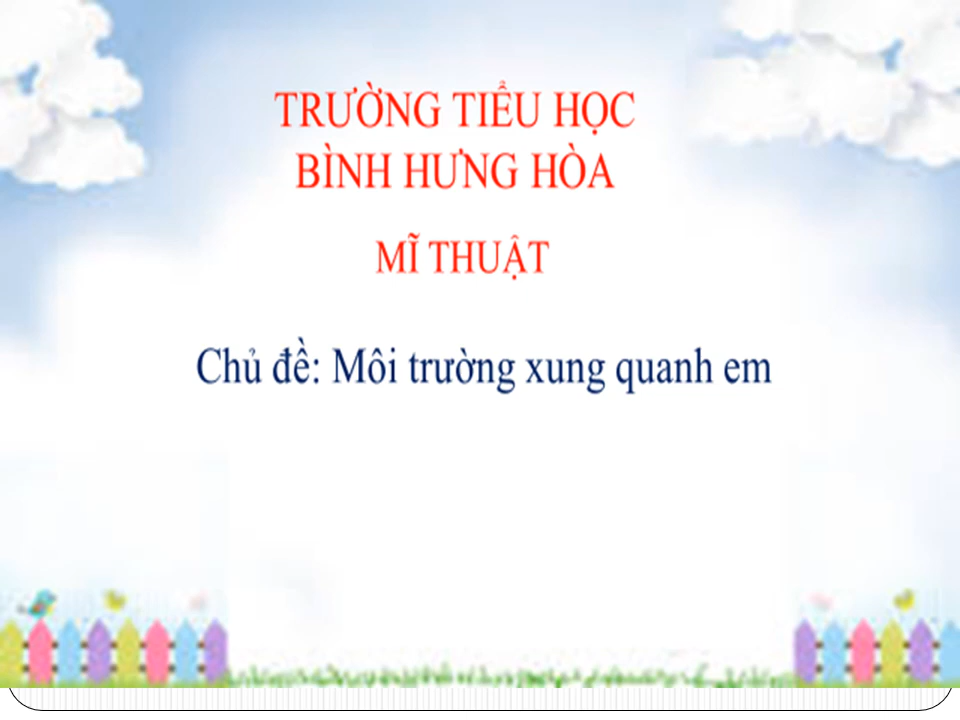 TRƯỜNG TIỂU HỌC
BÌNH HƯNG HÒA
MĨ THUẬT
Chủ đề: Môi trường xung quanh em